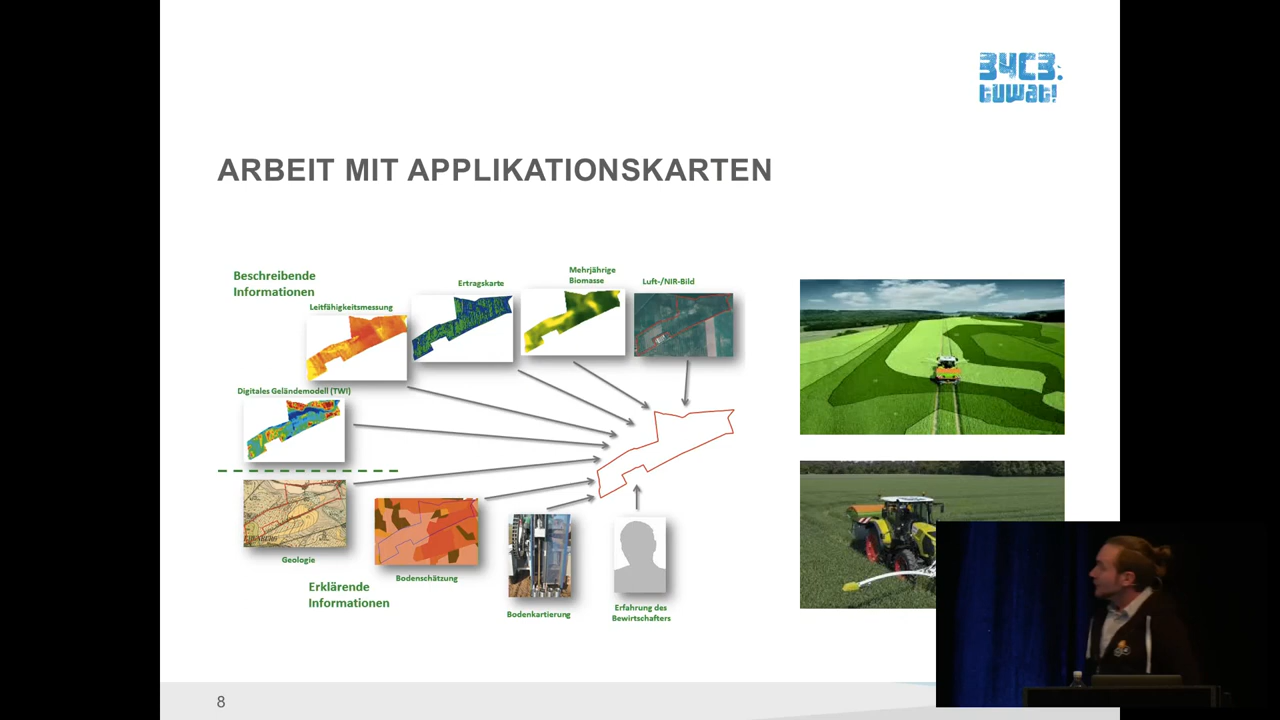 34C3.
tuwat!
ARBEIT MIT APPLIKATIONSKARTEN
Beschreibende
Informationen
Leitfähigkeitsmessung
Ertragskarte
Mehrjährige
Biomasse
Luft-/NIR-Bild
Digitales Geländemodell (TWI)
Geologie
Bodenschätzung
Erklärende
Informationen
Bodenkartierung
Erfahrung des
Bewirtschafters
8